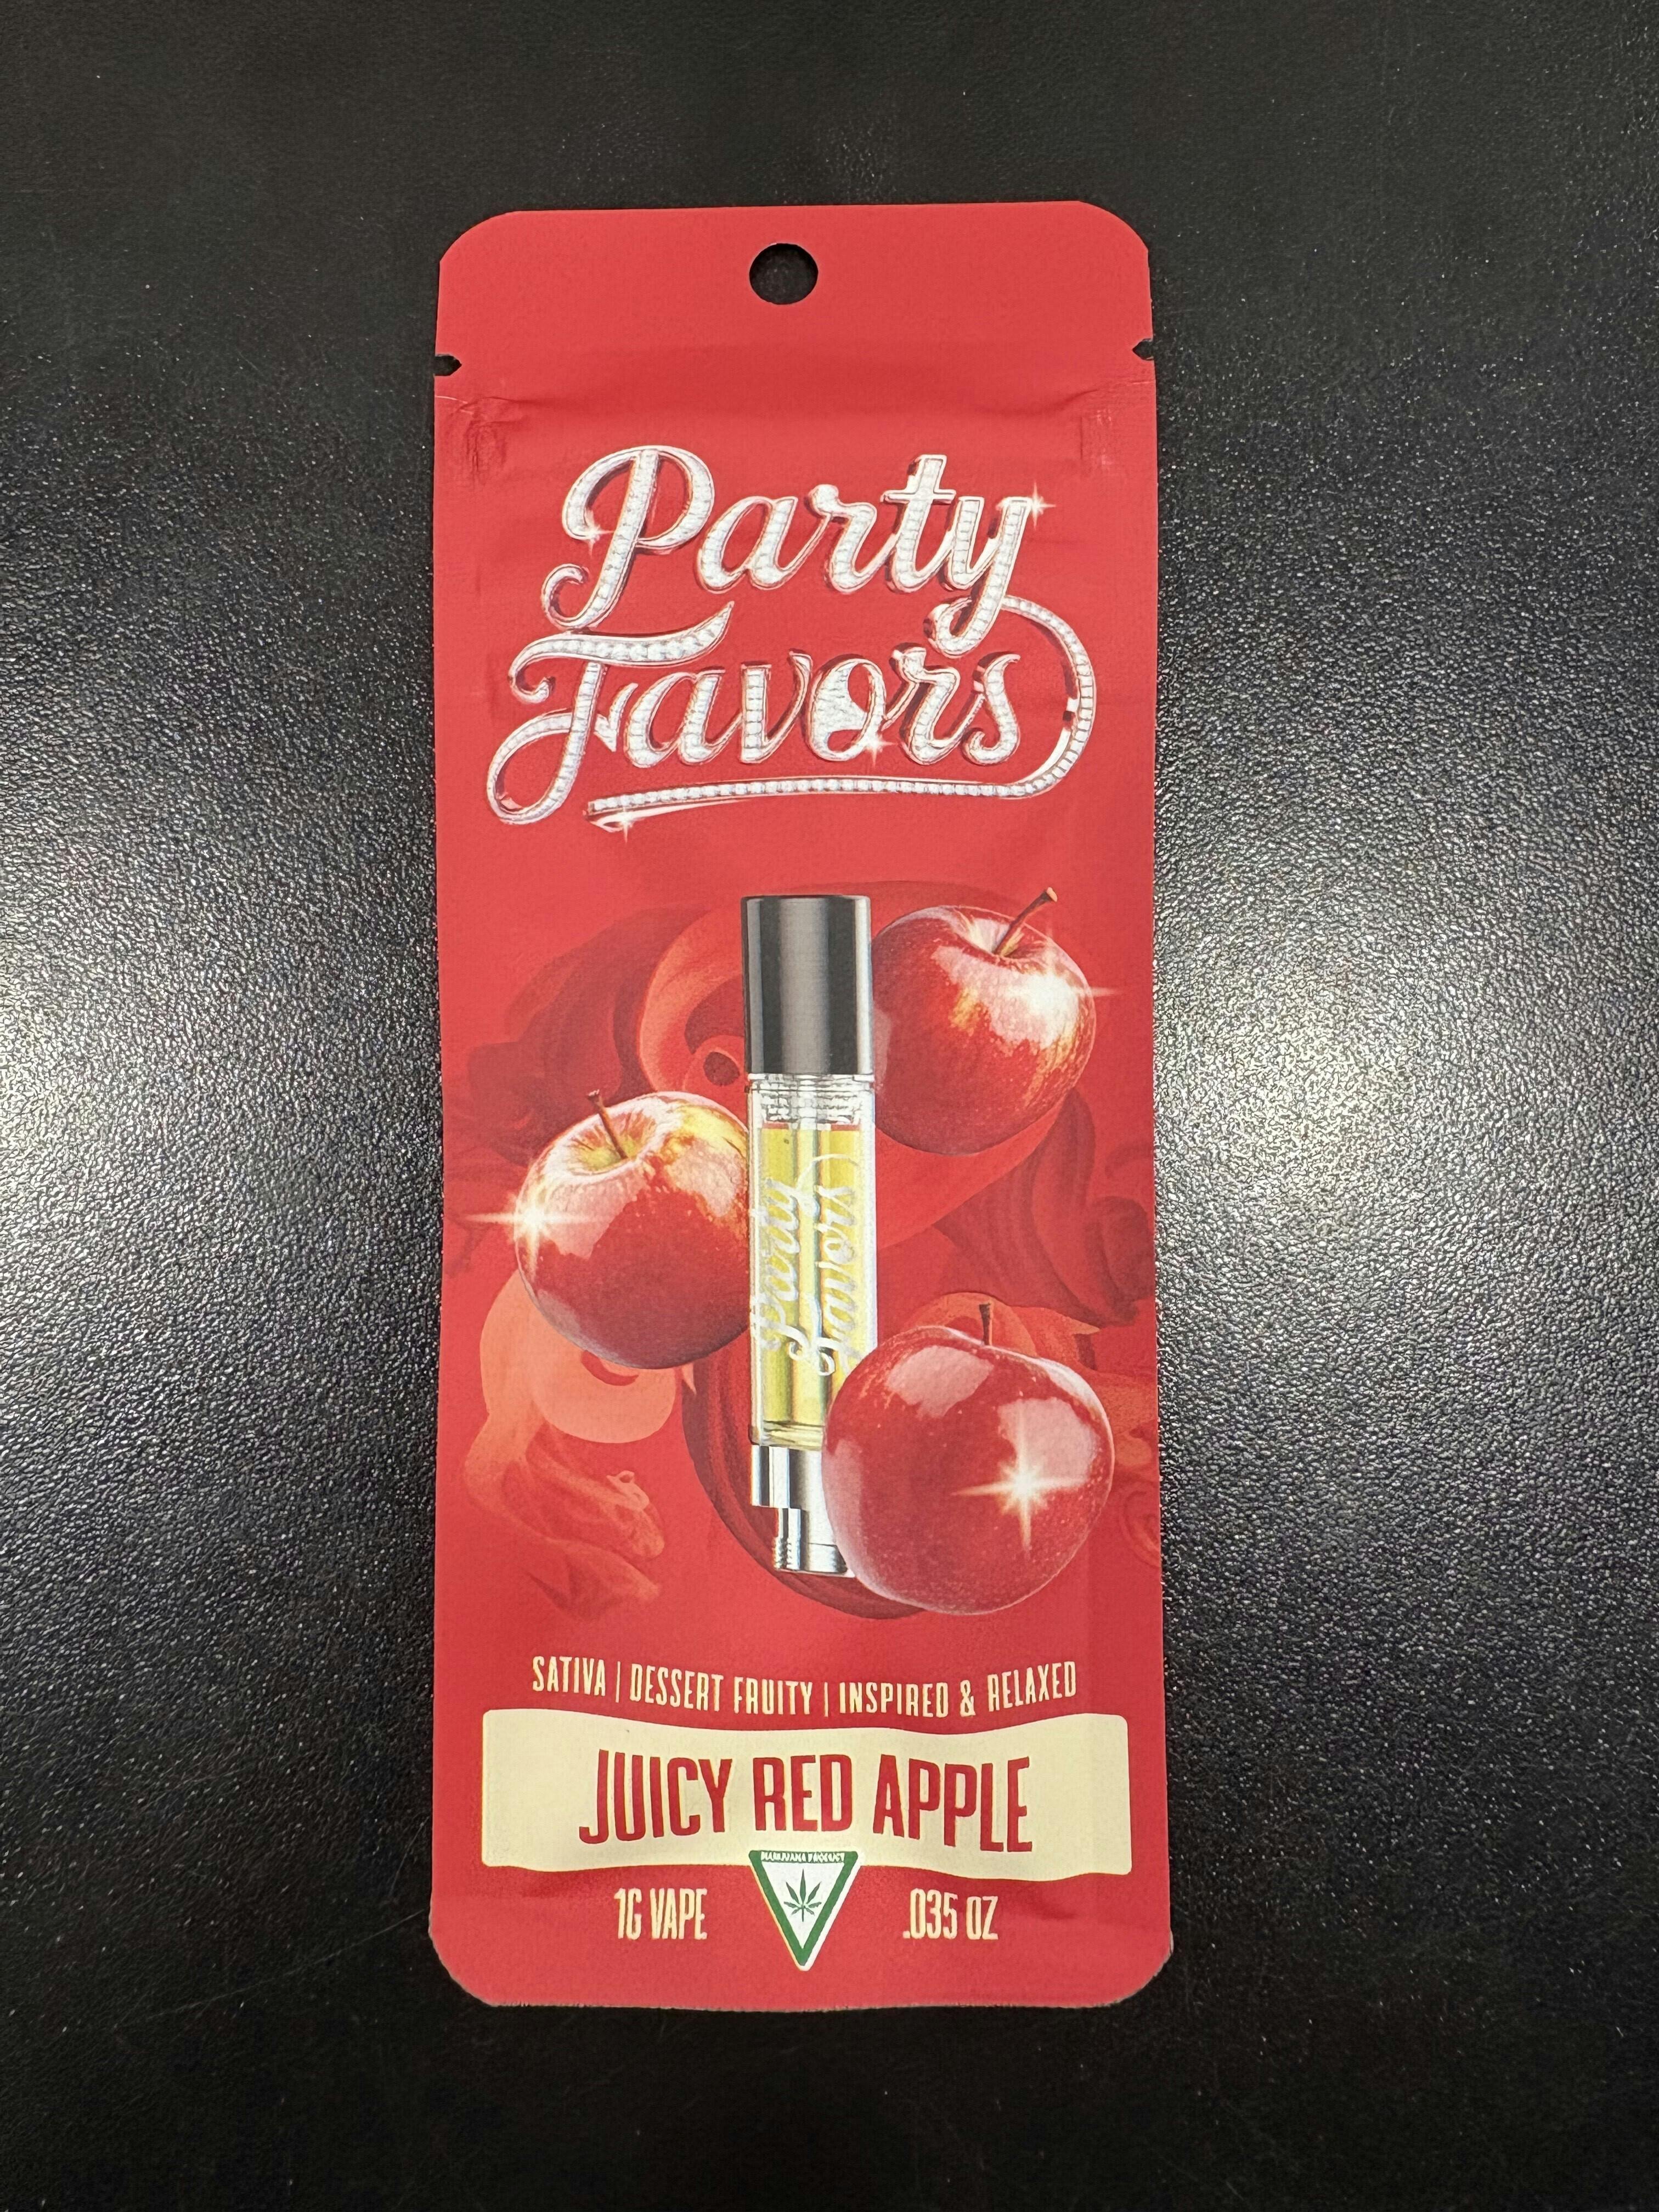 Party
Favors
Party
Favors
SATIVA | DESSERT FRUITY | INSPIRED & RELAXED
JUICY RED APPLE
MARIJUANA PRODUCT
1G VAPE
.035 OZ